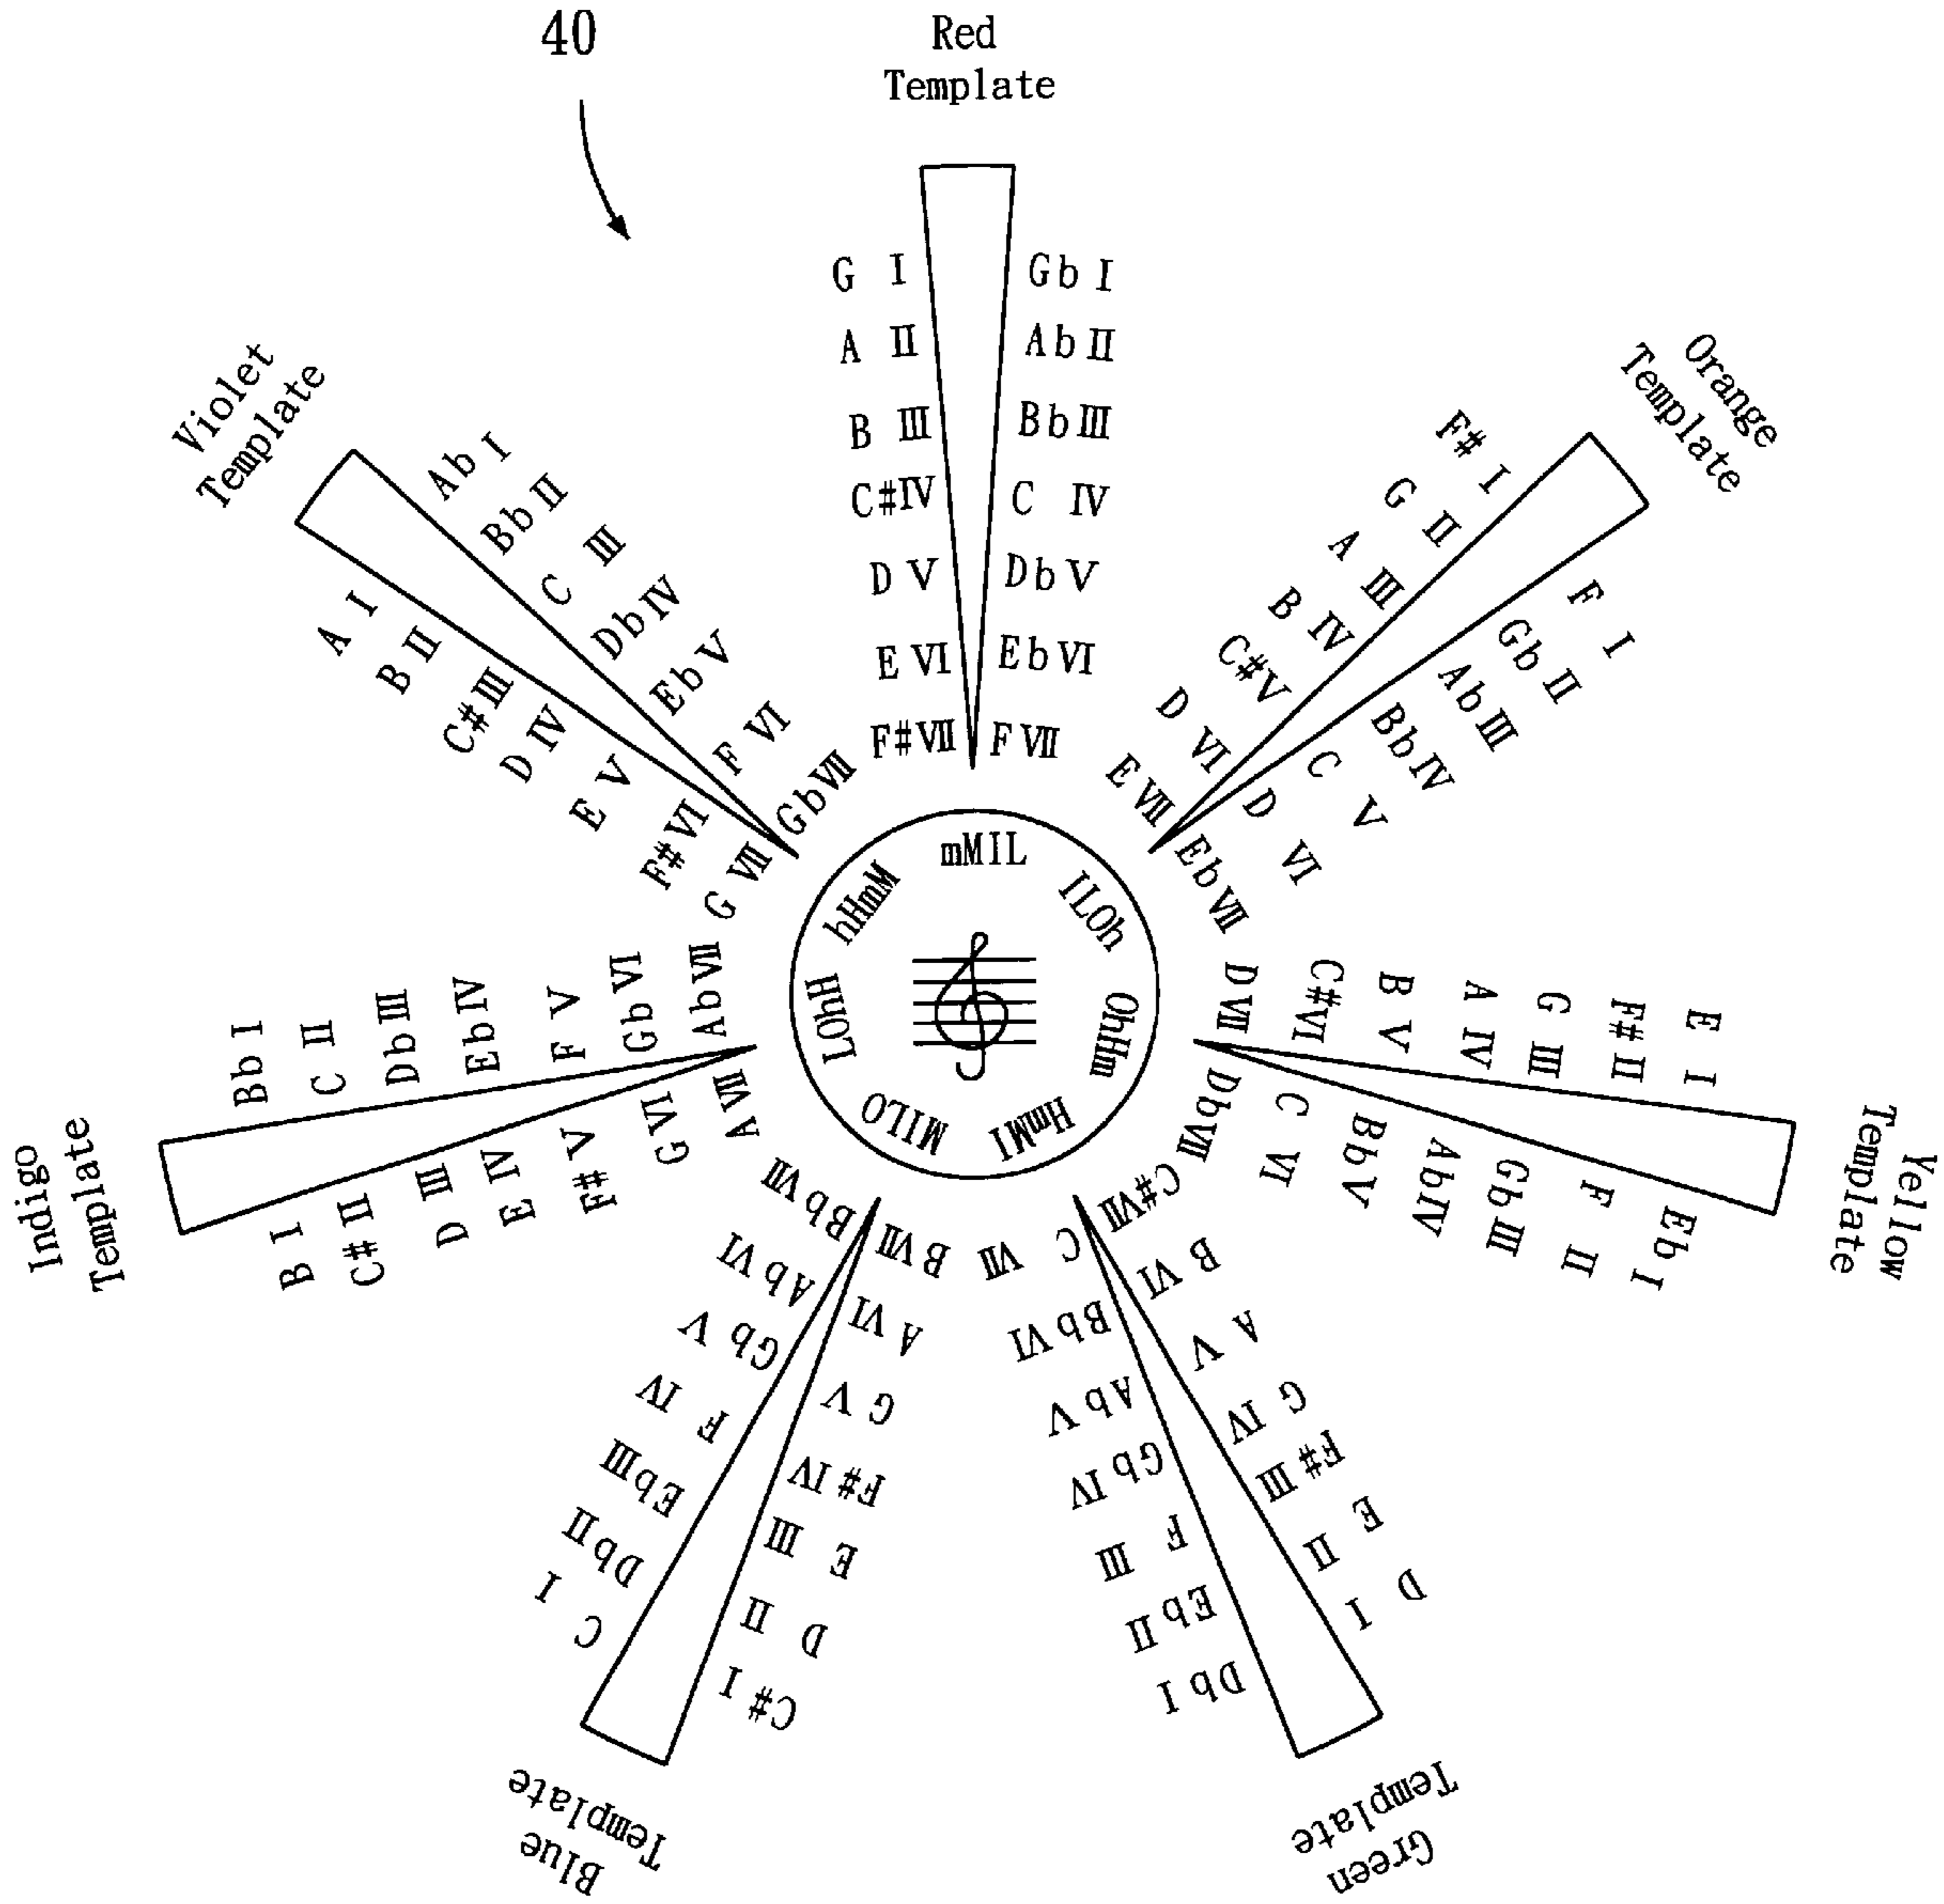 40
Red
Template
G I
A II
B III
C#IV
D V
E VI
F#VII
Gb I
Ab II
Bb III
C IV
Db V
Eb VI
F VII
Orange
Template
F# I
G II
A III
B IV
C#V
D VI
E VII
F I
Gb II
Ab III
Bb IV
C V
D VI
Eb VII
Yellow
Template
E I
F# II
G III
A IV
B V
C#VI
D VII
Eb I
F II
Gb III
Ab IV
Bb V
C VI
Db VII
Green
Template
D I
E II
F# III
G IV
A V
B VI
C#VII
Db I
Eb II
F III
Gb IV
Ab V
Bb VI
C VII
Blue
Template
C# I
D II
E III
F# IV
G V
A VI
B VII
C I
Db II
Eb III
F IV
Gb V
Ab VI
Bb VII
Indigo
Template
B I
C# II
D III
E IV
F# V
G VI
A VII
Bb I
C II
Db III
Eb IV
F V
Gb VI
Ab VII
Violet
Template
A I
B II
C# III
D IV
E V
F# VI
G VII
Ab I
Bb II
C III
Db IV
Eb V
F VI
Gb VII
mMIL
ILOh
OhHm
HmMI
MILO
LOhH
hHmM